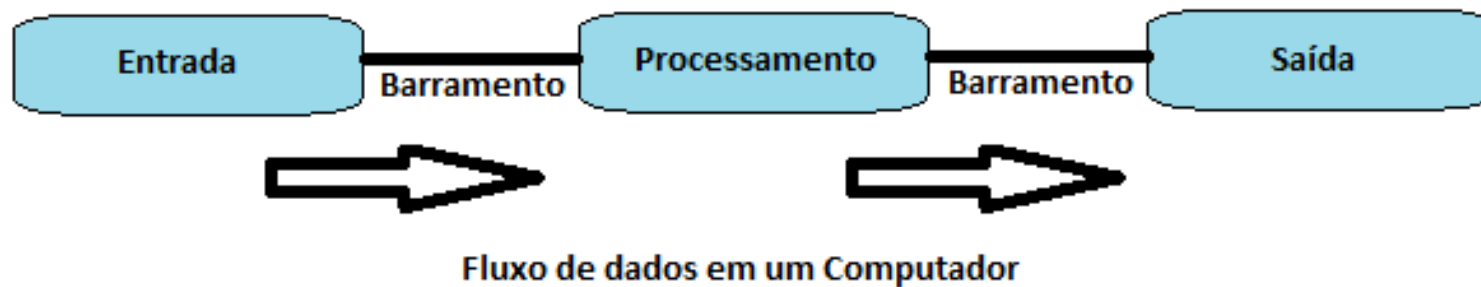 Entrada
Barramento
Processamento
Barramento
Saída
Fluxo de dados em um Computador